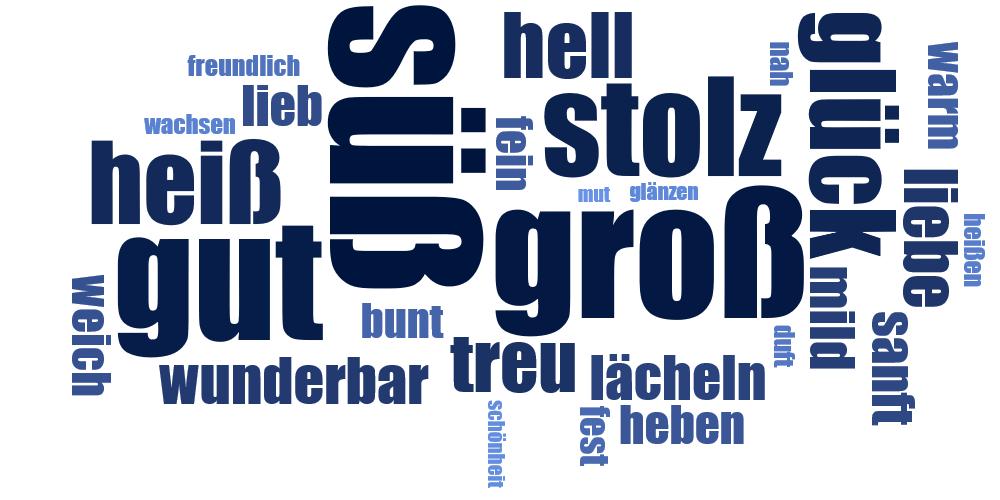 süß
hell
glück
nah
warm
freundlich
lieb
stolz
wachsen
fein
heiß
mut
glänzen
liebe
groß
heißen
gut
mild
weich
bunt
sanft
duft
treu
wunderbar
lächeln
schönheit
fest
heben